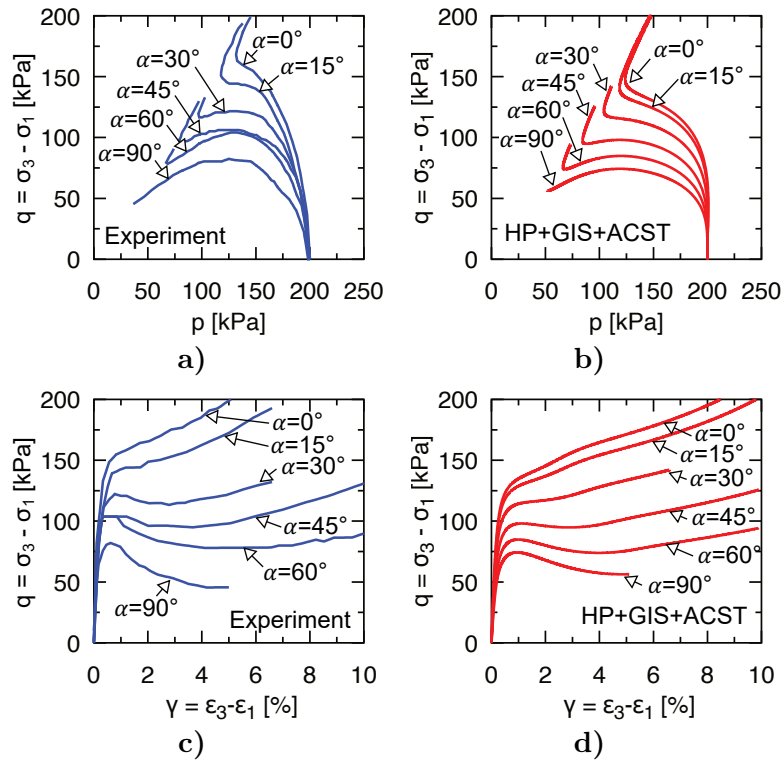 200
150
100
50
0
q = σ₃ - σ₁ [kPa]
α=0°
α=15°
α=30°
α=45°
α=60°
α=90°
Experiment
0 50 100 150 200 250
p [kPa]
a)
200
150
100
50
0
q = σ₃ - σ₁ [kPa]
α=0°
α=15°
α=30°
α=45°
α=60°
α=90°
HP+GIS+ACST
0 50 100 150 200 250
p [kPa]
b)
200
150
100
50
0
q = σ₃ - σ₁ [kPa]
α=0°
α=15°
α=30°
α=45°
α=60°
α=90°
Experiment
0 2 4 6 8 10
γ = ε₃-ε₁ [%]
c)
200
150
100
50
0
q = σ₃ - σ₁ [kPa]
α=0°
α=15°
α=30°
α=45°
α=60°
α=90°
HP+GIS+ACST
0 2 4 6 8 10
γ = ε₃-ε₁ [%]
d)